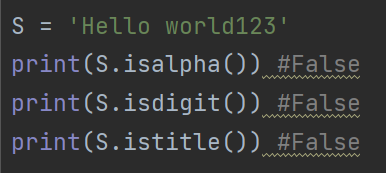 S = 'Hello world123'
print(S.isalpha()) #False
print(S.isdigit()) #False
print(S.istitle()) #False